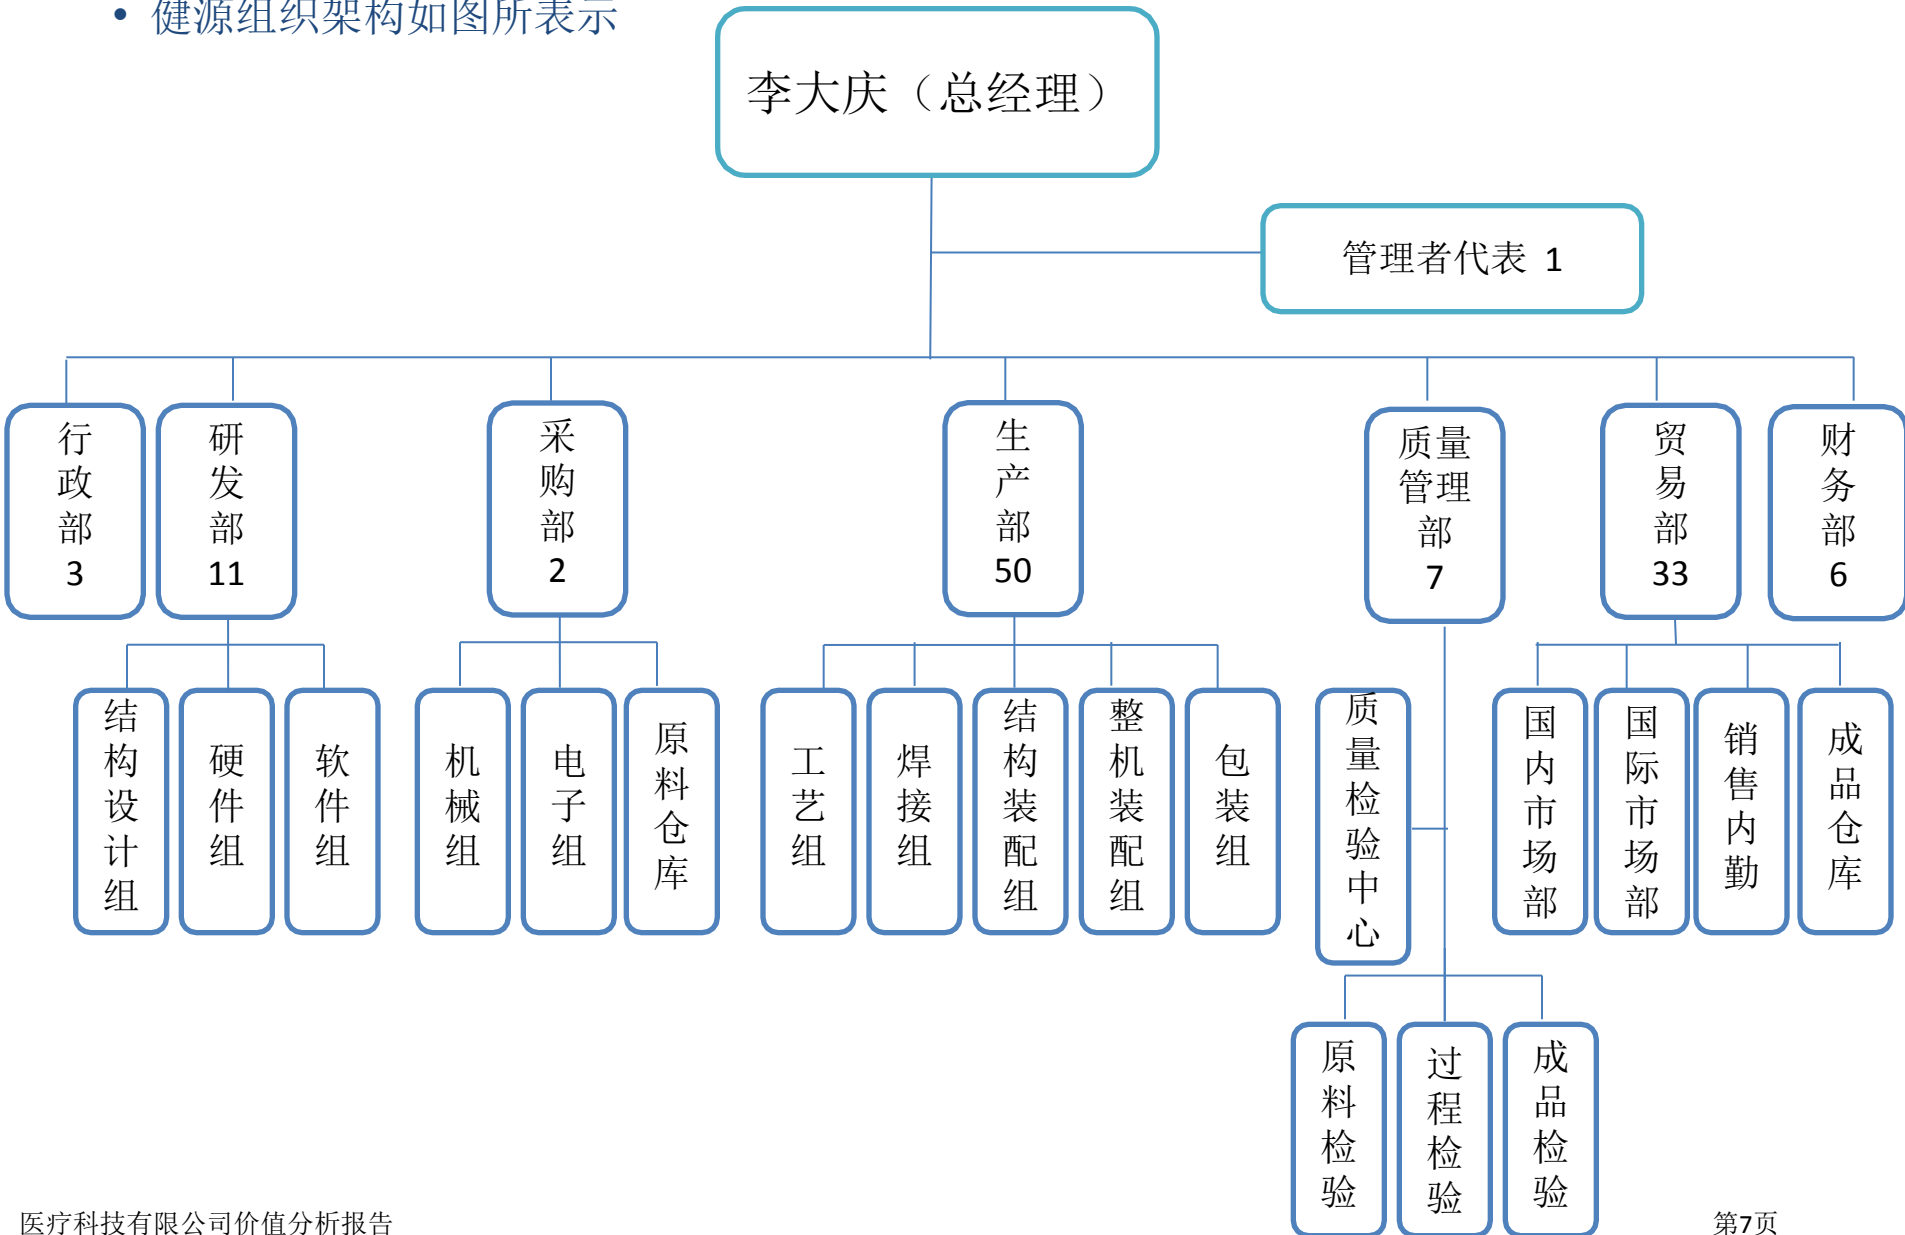 • 健源组织架构如图所表示
李大庆（总经理）
管理者代表 1
行政部
3
研发部
11
采购部
2
生产部
50
质量
管理
部
7
贸易部
33
财务部
6
结构设计组
硬件组
软件组
机械组
电子组
原料仓库
工艺组
焊接组
结构装配组
整机装配组
包装组
质量检验中心
国内市场部
国际市场部
销售内勤
成品仓库
原料检验
过程检验
成品检验
医疗科技有限公司价值分析报告
第7页